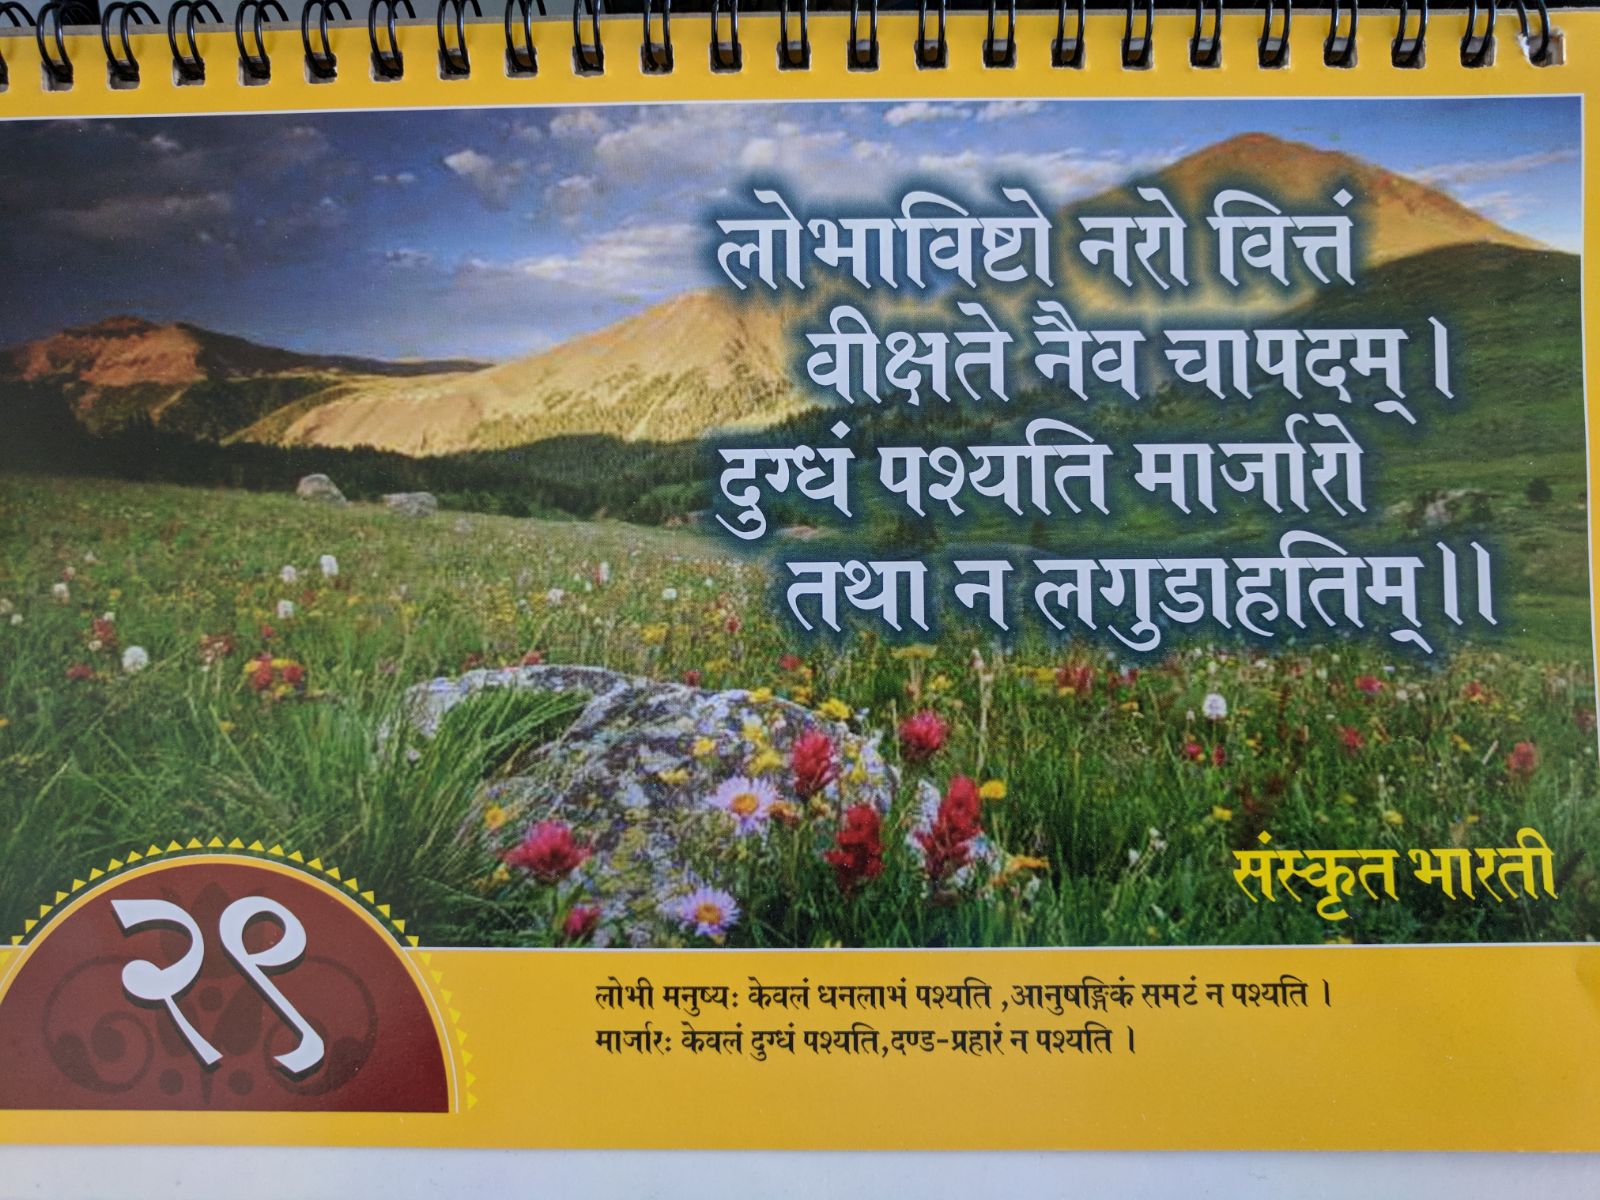 लोभाविष्टो नरो वित्तं
वीक्षते नैव चापदम् ।
दुग्धं पश्यति मार्जारो
तथा न लगुडाहतिम् ।।
संस्कृत भारती
२९
लोभी मनुष्यः केवलं धनलाभं पश्यति ,आनुषङ्गिकं समटं न पश्यति ।
मार्जारः केवलं दुग्धं पश्यति,दण्ड-प्रहारं न पश्यति ।